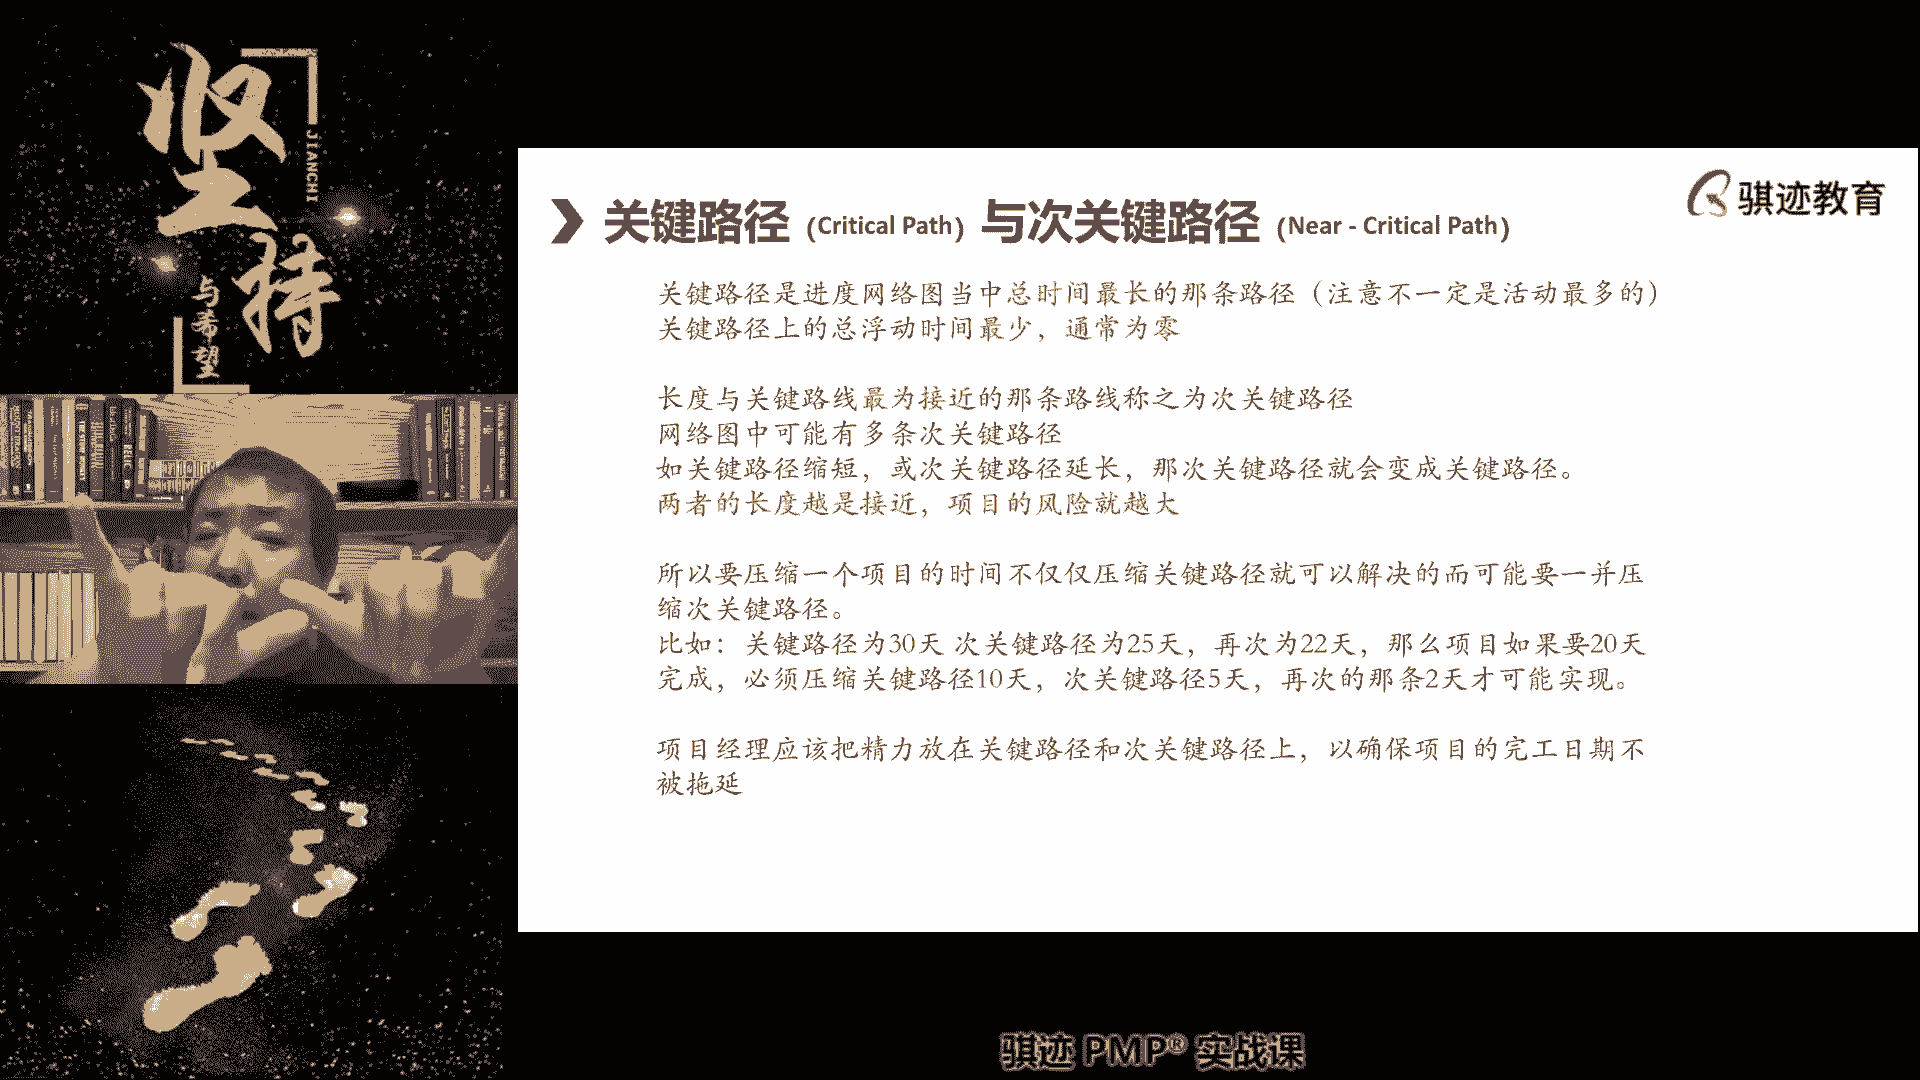 坚持
JIANCHI
与希望
骐迹教育
关键路径 (Critical Path) 与次关键路径 (Near - Critical Path)
关键路径是进度网络图当中总时间最长的那条路径（注意不一定是活动最多的）
关键路径上的总浮动时间最少，通常为零
长度与关键路线最为接近的那条路线称之为次关键路径
网络图中可能有多条次关键路径
如关键路径缩短，或次关键路径延长，那次关键路径就会变成关键路径。
两者的长度越是接近，项目的风险就越大
所以要压缩一个项目的时间不仅仅压缩关键路径就可以解决的而可能要一并压
缩次关键路径。
比如：关键路径为30天 次关键路径为25天，再次为22天，那么项目如果要20天
完成，必须压缩关键路径10天，次关键路径5天，再次的那条2天才可能实现。
项目经理应该把精力放在关键路径和次关键路径上，以确保项目的完工日期不
被拖延
骐迹 PMP® 实战课